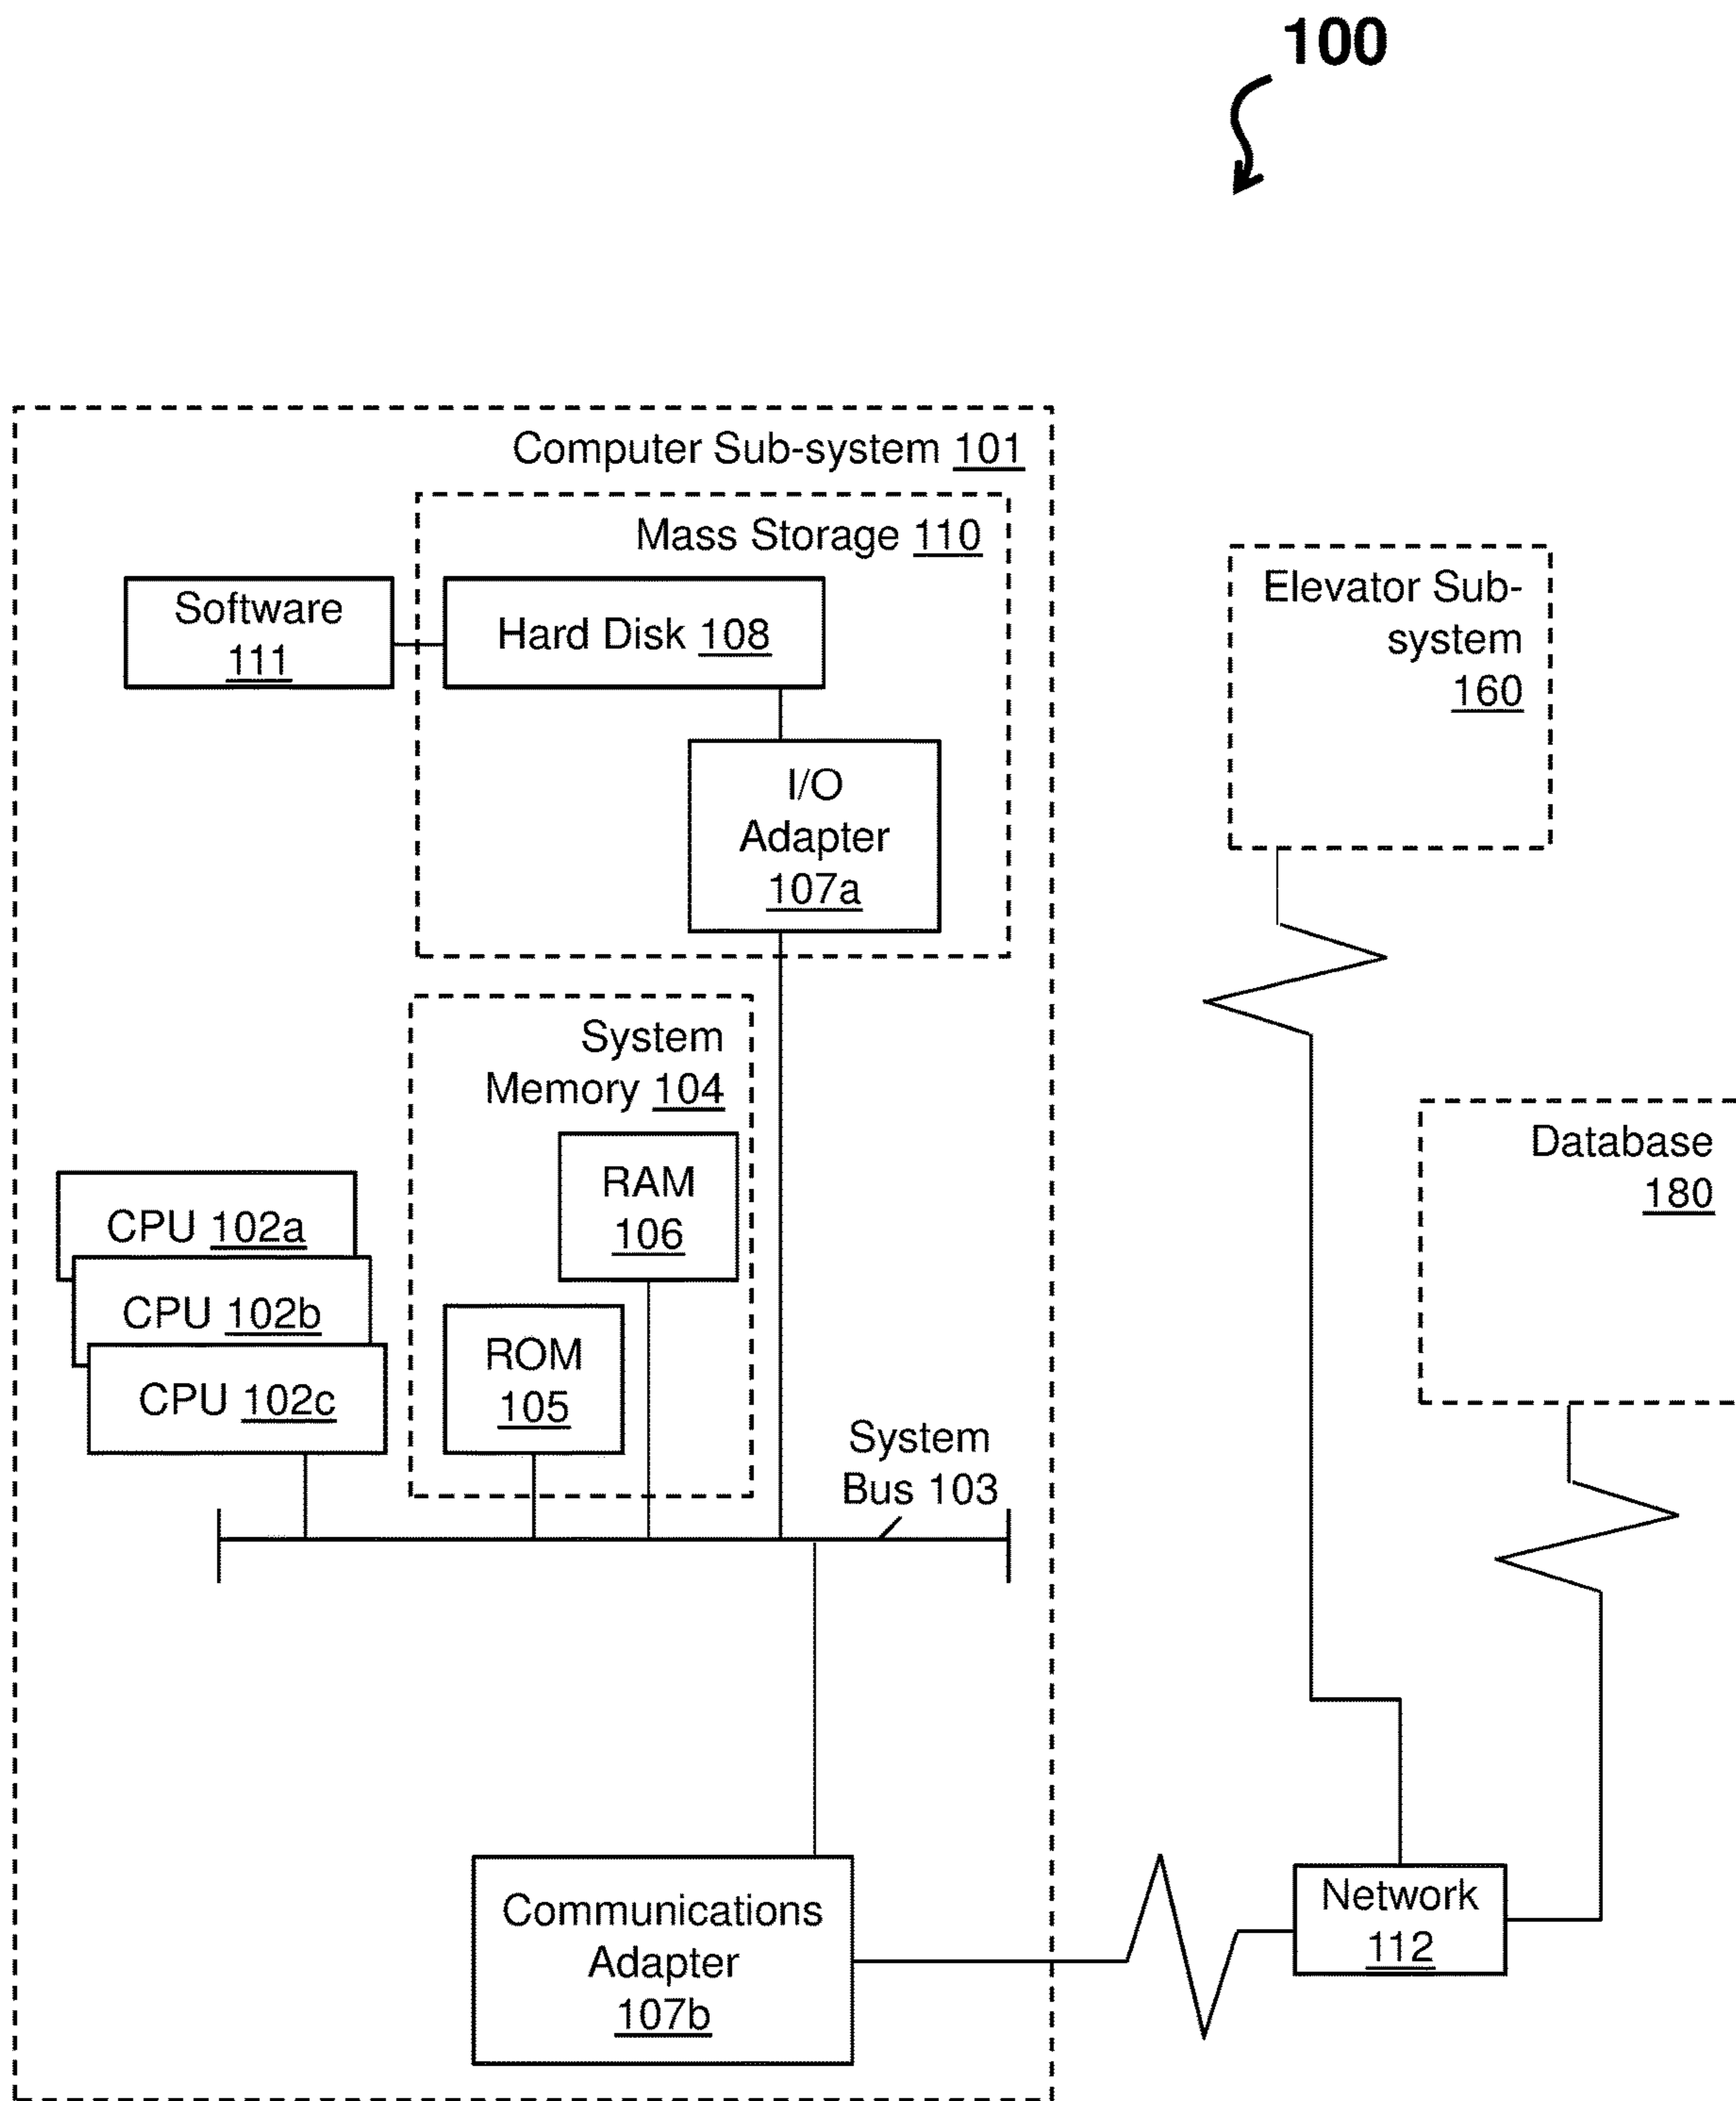 100
Computer Sub-system 101
Mass Storage 110
Software
111
Hard Disk 108
I/O
Adapter
107a
Elevator Sub-
system
160
System
Memory 104
RAM
106
ROM
105
CPU 102a
CPU 102b
CPU 102c
System
Bus 103
Database
180
Communications
Adapter
107b
Network
112